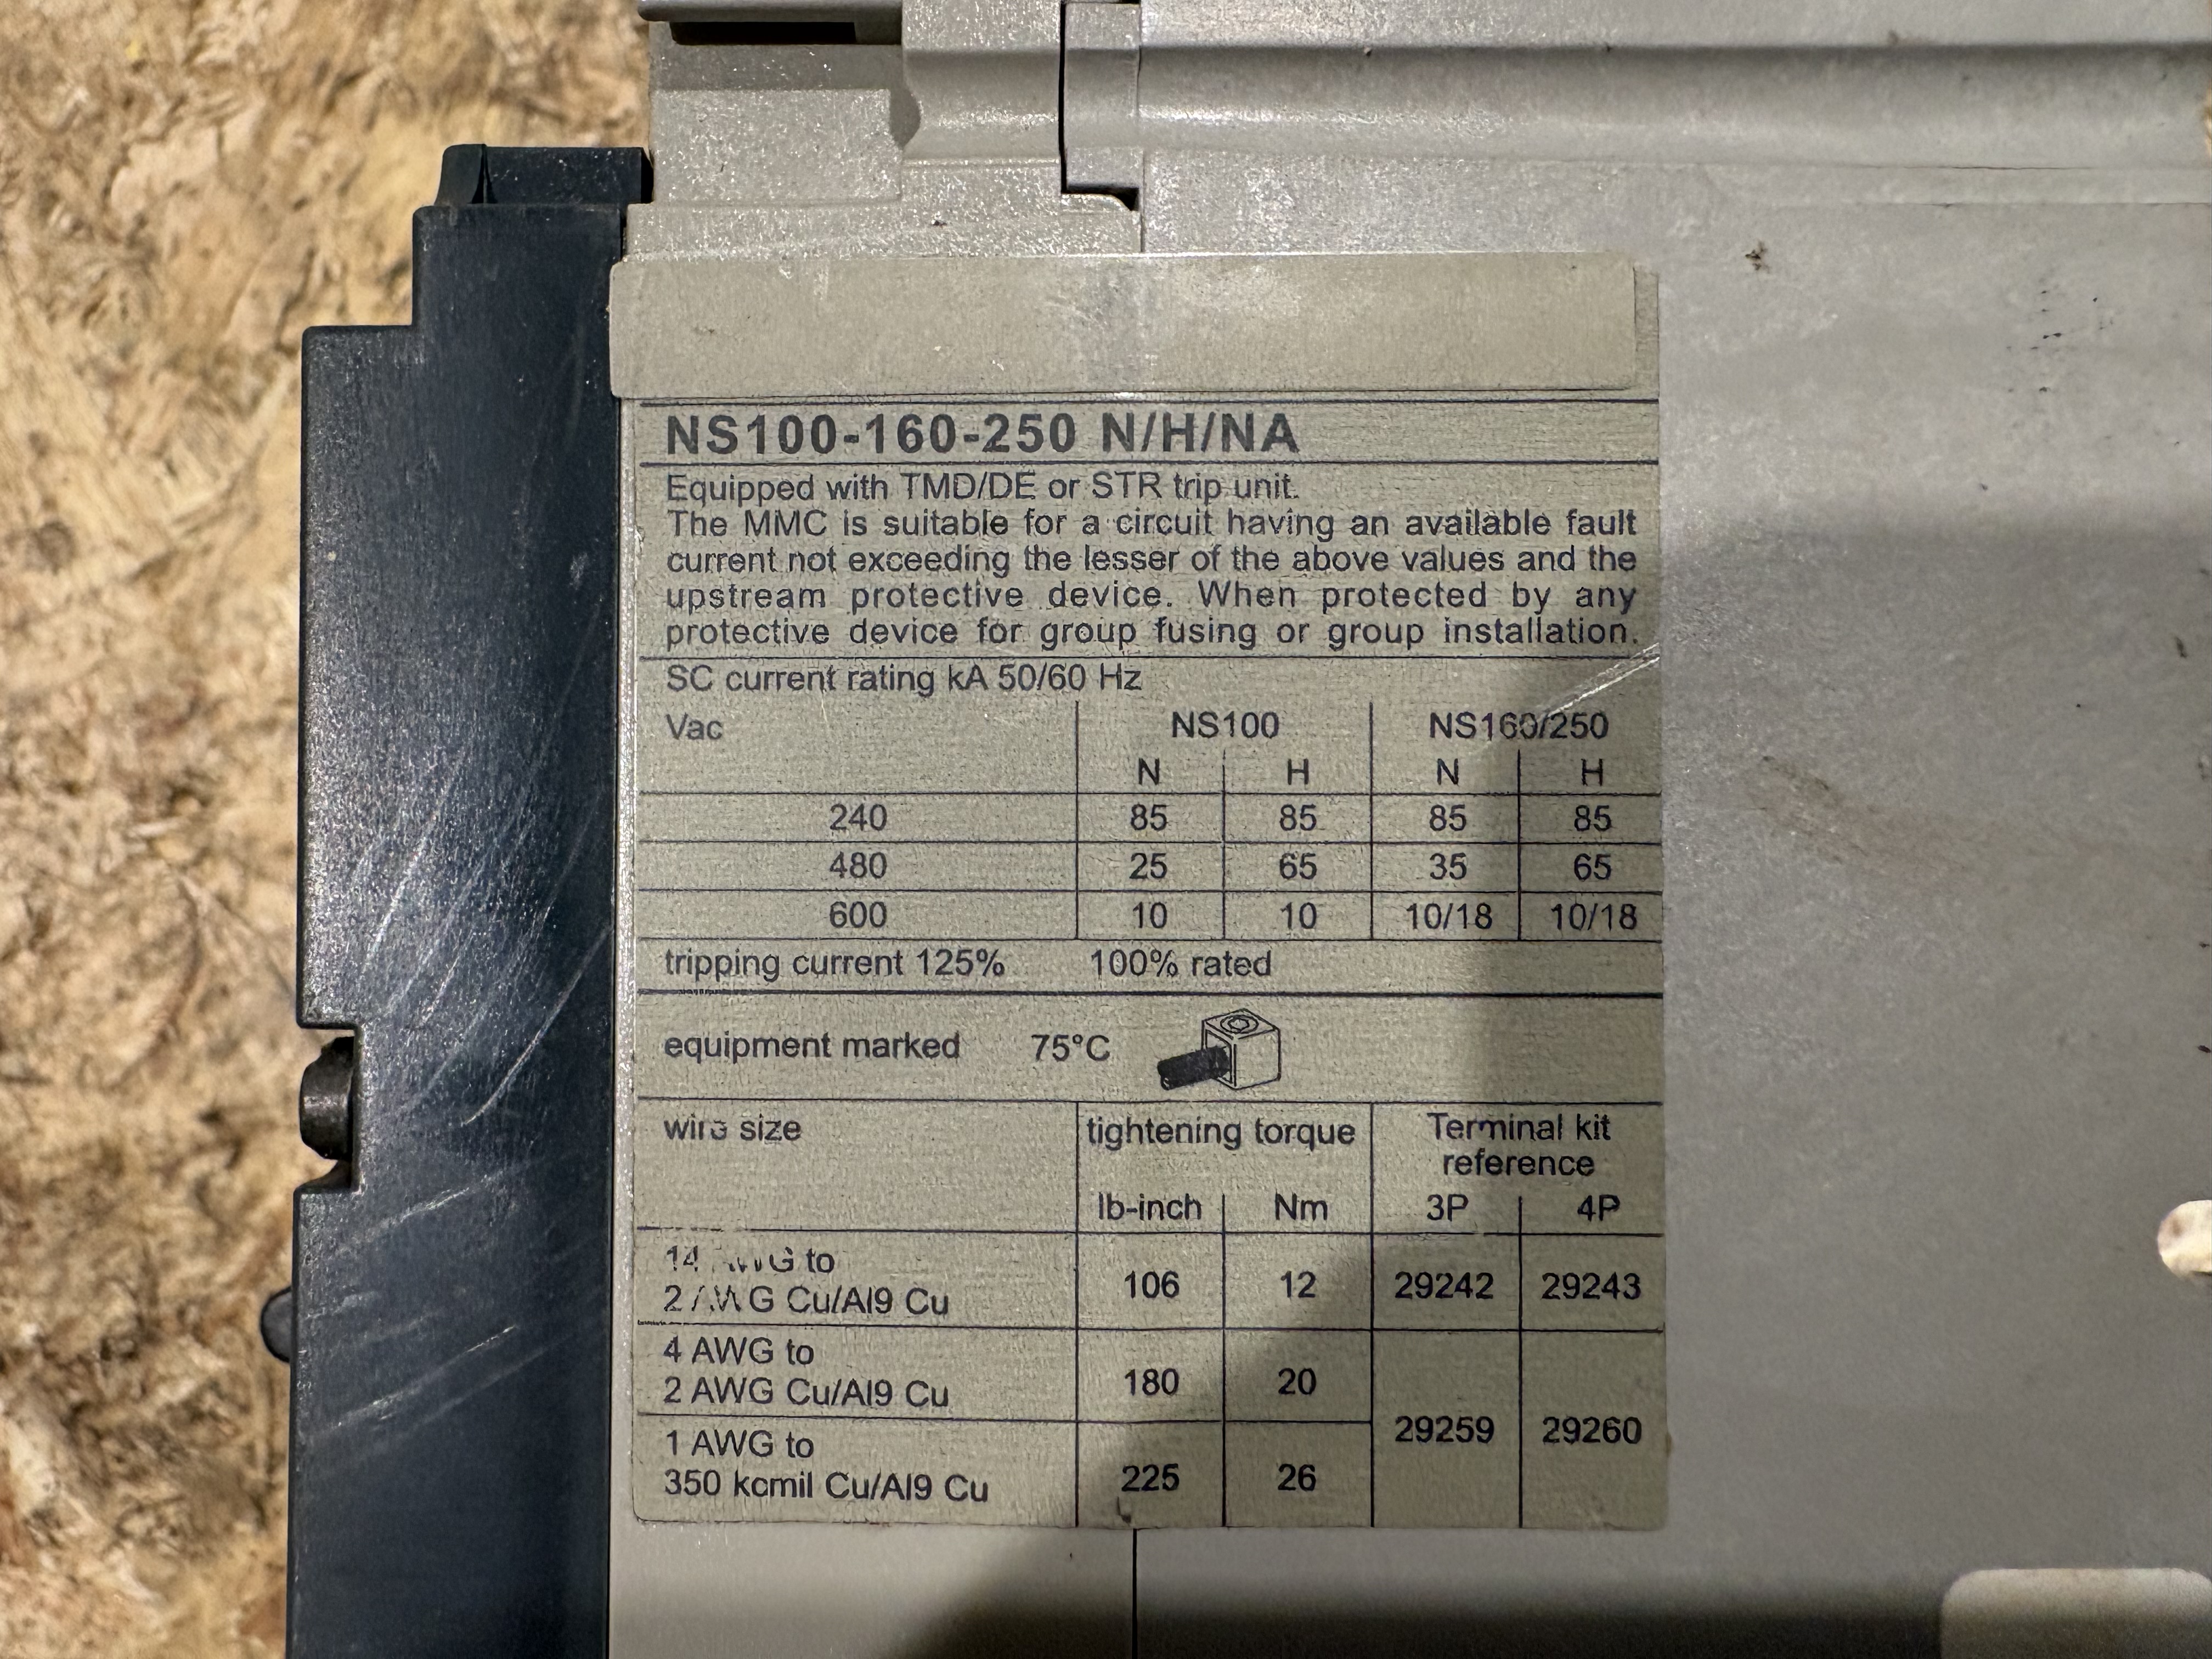 NS100-160-250 N/H/NA
Equipped with TMD/DE or STR trip unit.
The MMC is suitable for a circuit having an available fault
current not exceeding the lesser of the above values and the
upstream protective device. When protected by any
protective device for group fusing or group installation.
SC current rating kA 50/60 Hz
Vac NS100 NS160/250
N H N H
240 85 85 85 85
480 25 65 35 65
600 10 10 10/18 10/18
tripping current 125% 100% rated
equipment marked 75°C
wire size tightening torque Terminal kit
reference
lb-inch Nm 3P 4P
14 AWG to
2 AWG Cu/Al9 Cu 106 12 29242 29243
4 AWG to
2 AWG Cu/Al9 Cu 180 20
29259 29260
1 AWG to
350 kcmil Cu/Al9 Cu 225 26